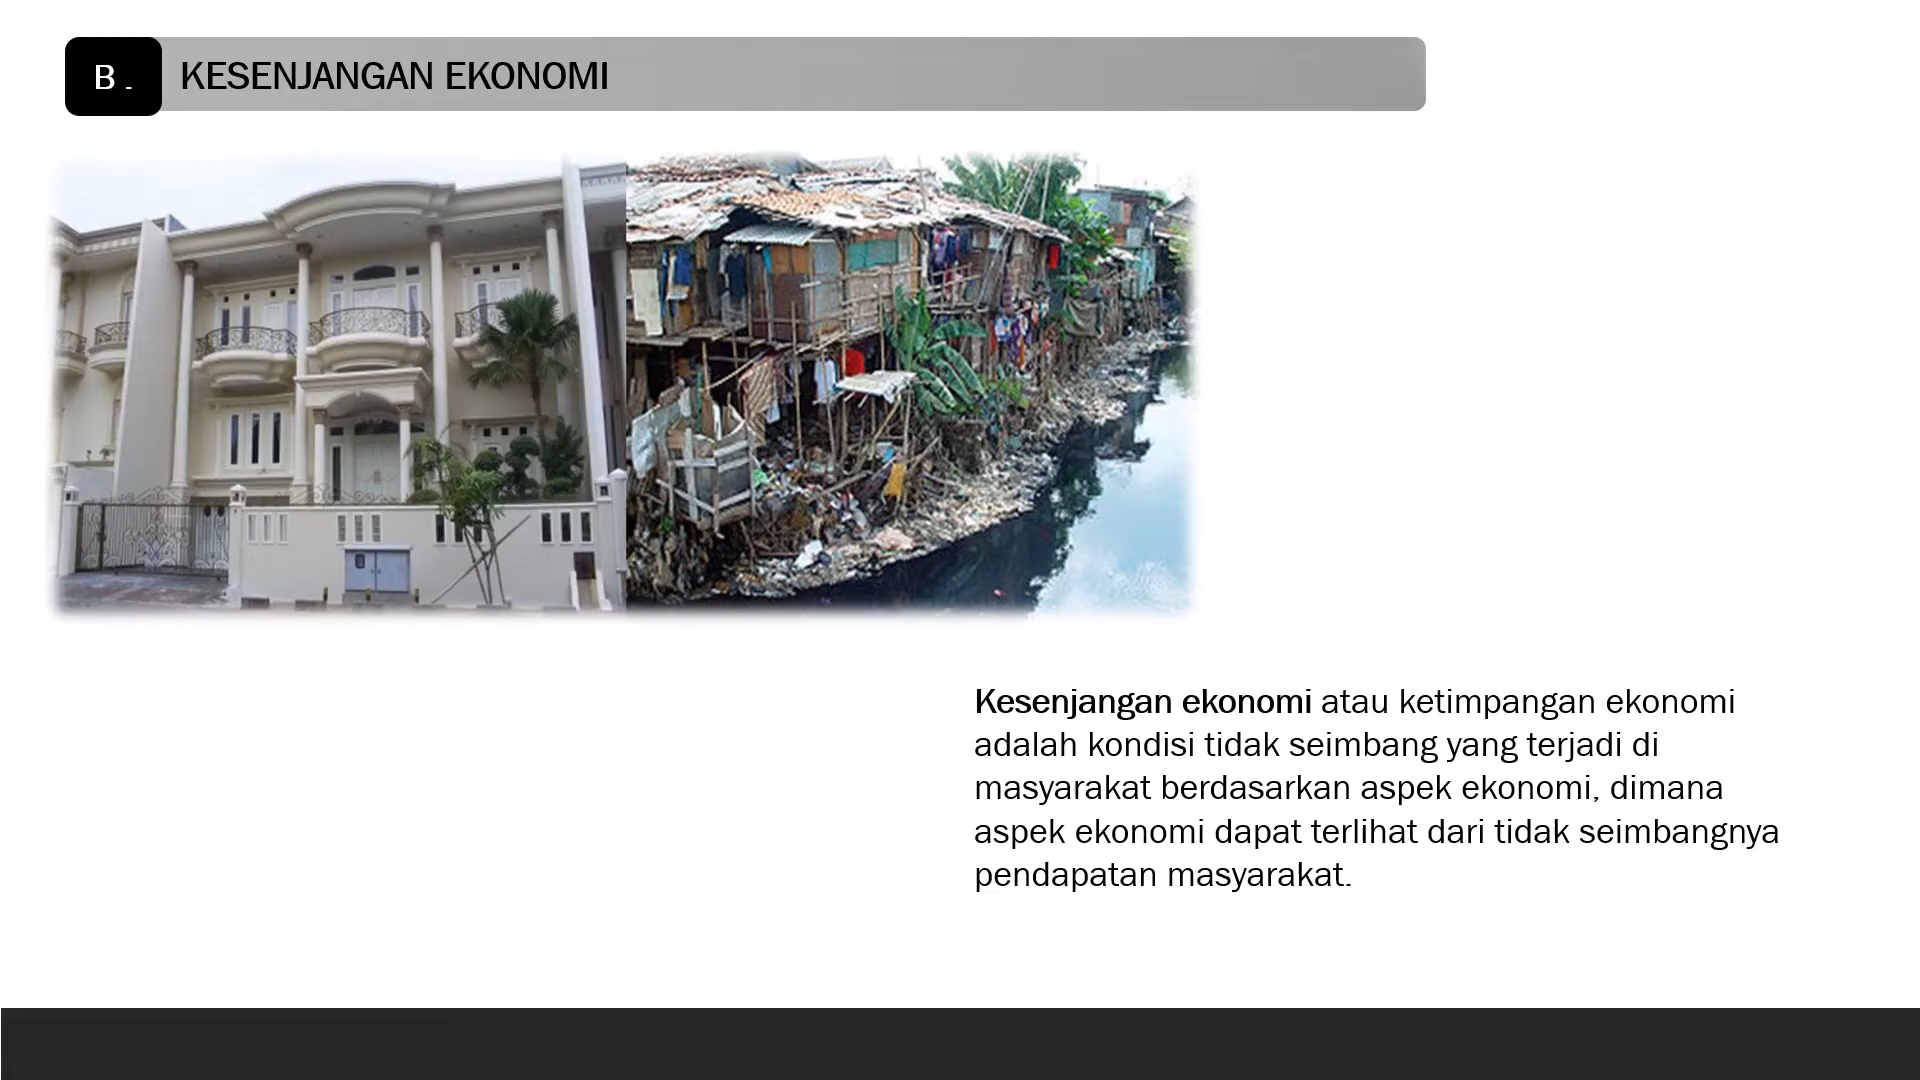 B . KESENJANGAN EKONOMI
Kesenjangan ekonomi atau ketimpangan ekonomi
adalah kondisi tidak seimbang yang terjadi di
masyarakat berdasarkan aspek ekonomi, dimana
aspek ekonomi dapat terlihat dari tidak seimbangnya
pendapatan masyarakat.